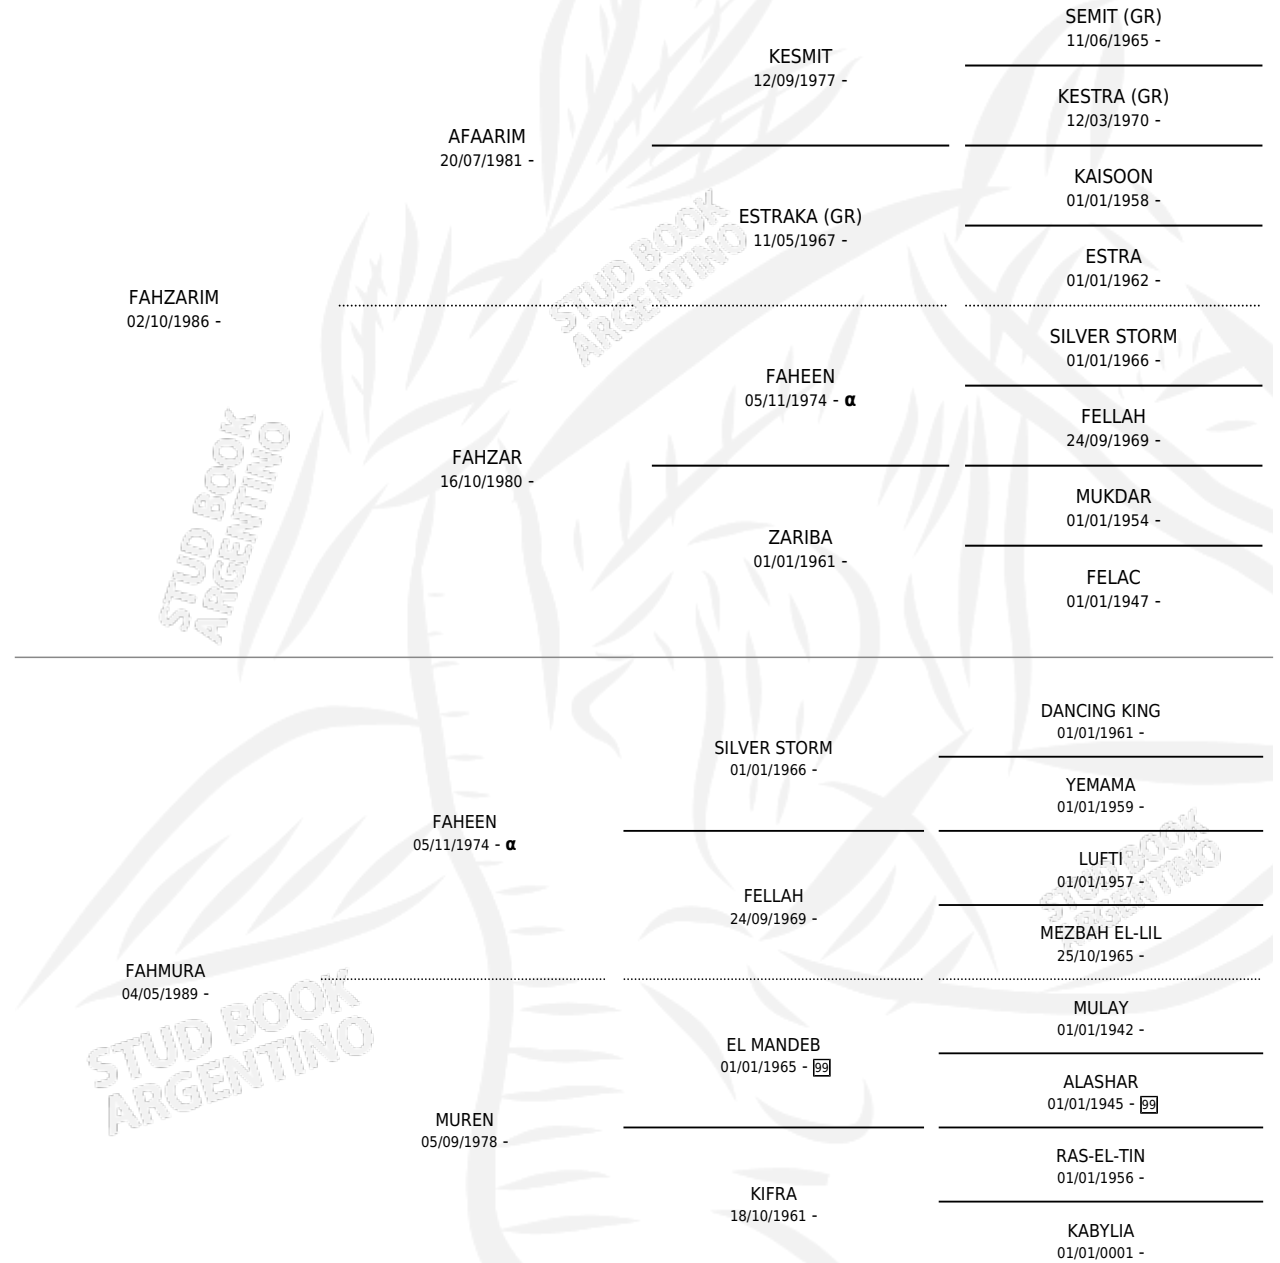 SEMIT (GR)
11/06/1965 -
KESMIT
12/09/1977 -
KESTRA (GR)
12/03/1970 -
AFAARIM
20/07/1981 -
KAISOON
01/01/1958 -
ESTRAKA (GR)
11/05/1967 -
ESTRA
01/01/1962 -
FAHZARIM
02/10/1986 -
SILVER STORM
01/01/1966 -
FAHEEN
05/11/1974 - α
FELLAH
24/09/1969 -
FAHZAR
16/10/1980 -
MUKDAR
01/01/1954 -
ZARIBA
01/01/1961 -
FELAC
01/01/1947 -
STUD BOOK
ARGENTINO
STUD BOOK
ARGENTINO
DANCING KING
01/01/1961 -
SILVER STORM
01/01/1966 -
YEMAMA
01/01/1959 -
FAHEEN
05/11/1974 - α
LUFTI
01/01/1957 -
FELLAH
24/09/1969 -
MEZBAH EL-LIL
25/10/1965 -
FAHMURA
04/05/1989 -
MULAY
01/01/1942 -
EL MANDEB
01/01/1965 - 99
ALASHAR
01/01/1945 - 99
MUREN
05/09/1978 -
RAS-EL-TIN
01/01/1956 -
KIFRA
18/10/1961 -
KABYLIA
01/01/0001 -
STUD BOOK
ARGENTINO
STUD BOOK
ARGENTINO